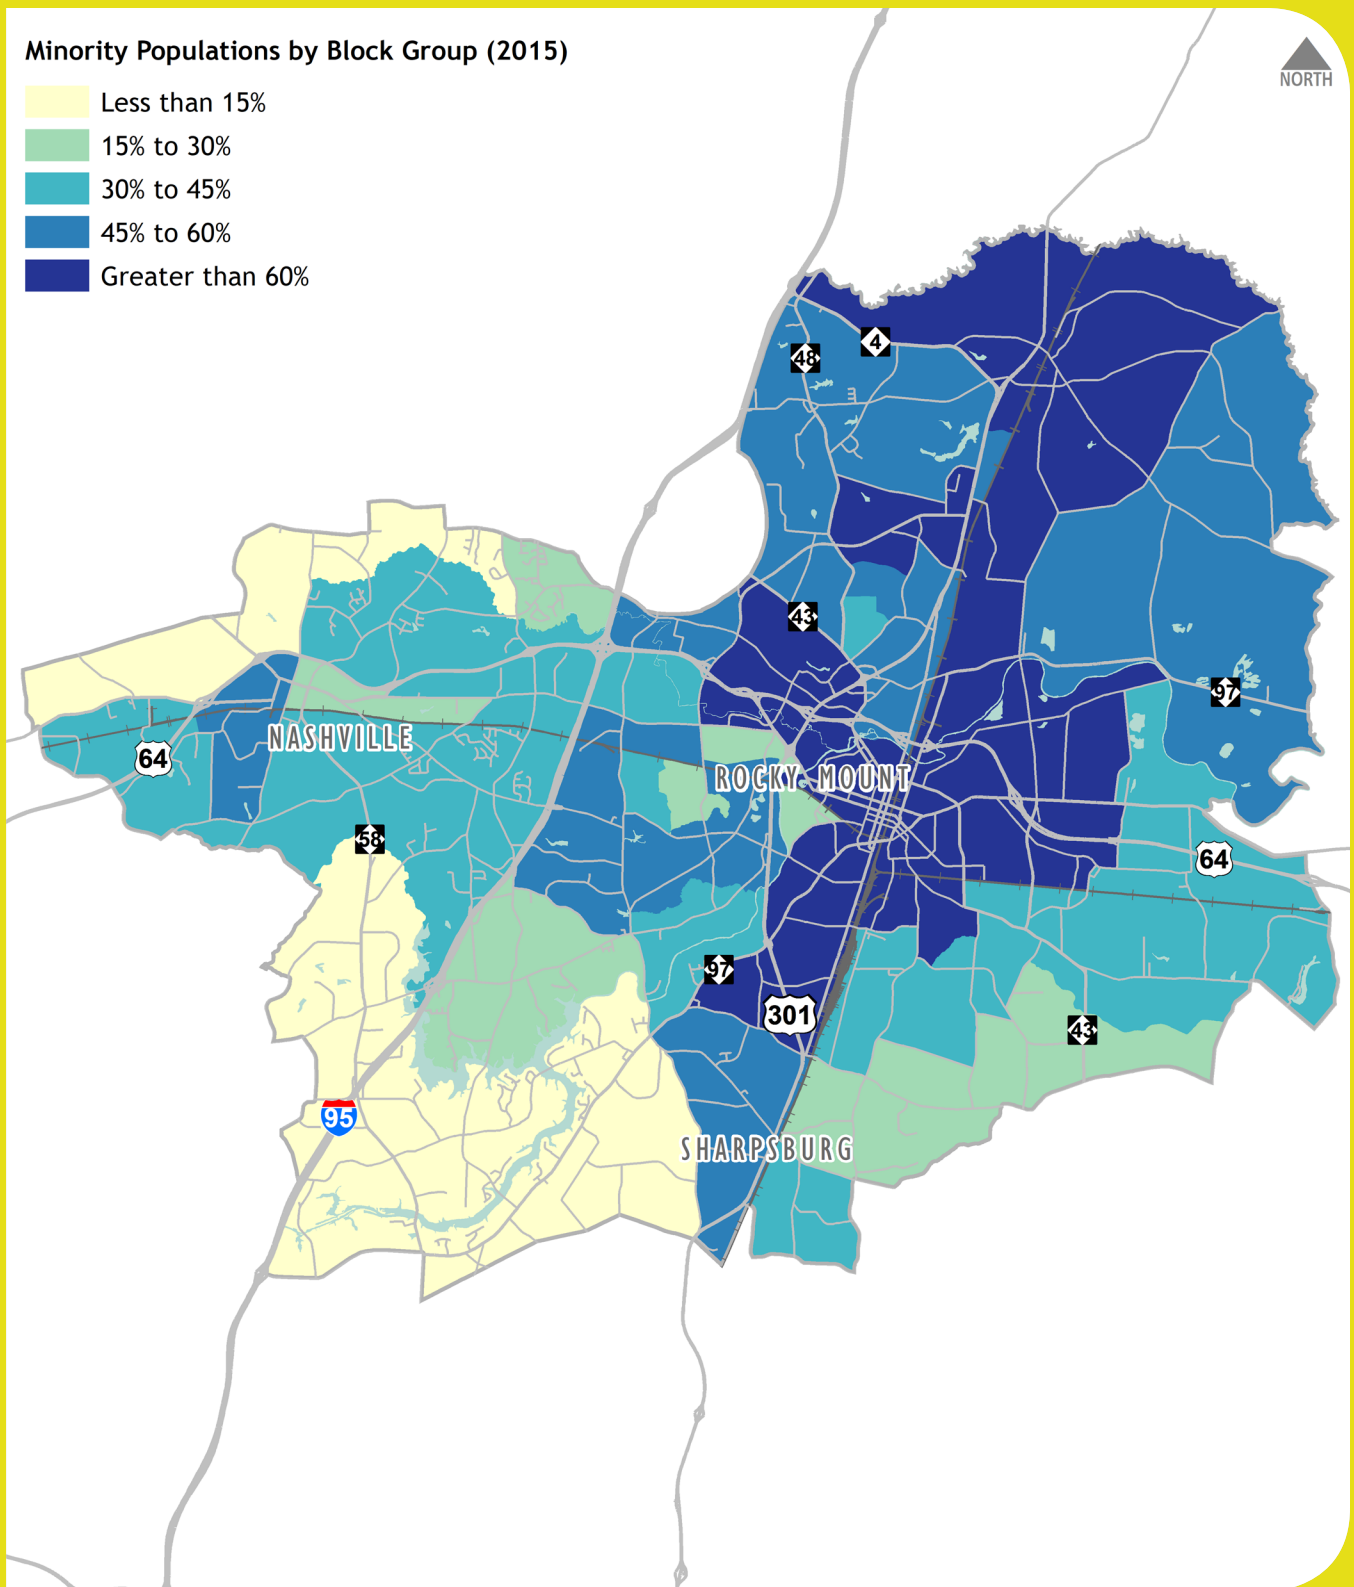 Minority Populations by Block Group (2015)
Less than 15%
15% to 30%
30% to 45%
45% to 60%
Greater than 60%
NORTH
4
48
43
97
NASHVILLE
64
ROCKY MOUNT
58
64
97
301
43
95
SHARPSBURG